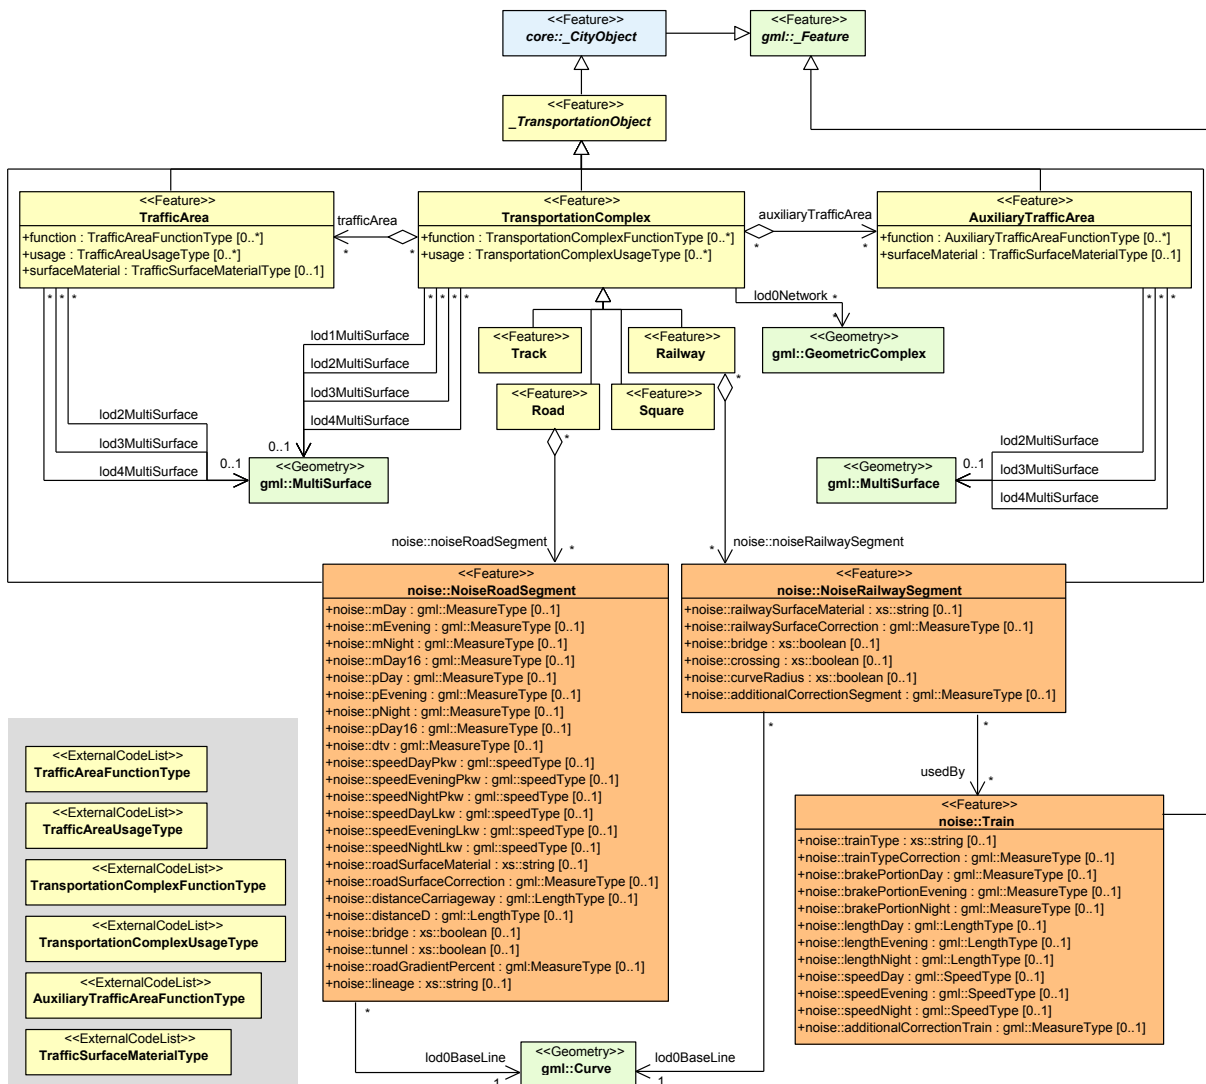 <<Feature>>
core::_CityObject
<<Feature>>
gml::_Feature
<<Feature>>
_TransportationObject
<<Feature>>
TrafficArea
+function : TrafficAreaFunctionType [0..*]
+usage : TrafficAreaUsageType [0..*]
+surfaceMaterial : TrafficSurfaceMaterialType [0..1]
trafficArea
*
*
<<Feature>>
TransportationComplex
+function : TransportationComplexFunctionType [0..*]
+usage : TransportationComplexUsageType [0..*]
auxiliaryTrafficArea
*
*
<<Feature>>
AuxiliaryTrafficArea
+function : AuxiliaryTrafficAreaFunctionType [0..*]
+surfaceMaterial : TrafficSurfaceMaterialType [0..1]
* * *
* * * *
*
lod0Network
*
* * *
lod1MultiSurface
lod2MultiSurface
lod3MultiSurface
lod4MultiSurface
<<Feature>>
Track
<<Feature>>
Railway
<<Geometry>>
gml::GeometricComplex
<<Feature>>
Road
<<Feature>>
Square
*
*
lod2MultiSurface
lod3MultiSurface
lod4MultiSurface
0..1
0..1
<<Geometry>>
gml::MultiSurface
<<Geometry>>
gml::MultiSurface
0..1
lod2MultiSurface
lod3MultiSurface
lod4MultiSurface
noise::noiseRoadSegment
*
*
noise::noiseRailwaySegment
<<Feature>>
noise::NoiseRoadSegment
+noise::mDay : gml::MeasureType [0..1]
+noise::mEvening : gml::MeasureType [0..1]
+noise::mNight : gml::MeasureType [0..1]
+noise::mDay16 : gml::MeasureType [0..1]
+noise::pDay : gml::MeasureType [0..1]
+noise::pEvening : gml::MeasureType [0..1]
+noise::pNight : gml::MeasureType [0..1]
+noise::pDay16 : gml::MeasureType [0..1]
+noise::dtv : gml::MeasureType [0..1]
+noise::speedDayPkw : gml::speedType [0..1]
+noise::speedEveningPkw : gml::speedType [0..1]
+noise::speedNightPkw : gml::speedType [0..1]
+noise::speedDayLkw : gml::speedType [0..1]
+noise::speedEveningLkw : gml::speedType [0..1]
+noise::speedNightLkw : gml::speedType [0..1]
+noise::roadSurfaceMaterial : xs::string [0..1]
+noise::roadSurfaceCorrection : gml::MeasureType [0..1]
+noise::distanceCarriageway : gml::LengthType [0..1]
+noise::distanceD : gml::LengthType [0..1]
+noise::bridge : xs::boolean [0..1]
+noise::tunnel : xs::boolean [0..1]
+noise::roadGradientPercent : gml:MeasureType [0..1]
+noise::lineage : xs::string [0..1]
<<Feature>>
noise::NoiseRailwaySegment
+noise::railwaySurfaceMaterial : xs::string [0..1]
+noise::railwaySurfaceCorrection : gml::MeasureType [0..1]
+noise::bridge : xs::boolean [0..1]
+noise::crossing : xs::boolean [0..1]
+noise::curveRadius : xs::boolean [0..1]
+noise::additionalCorrectionSegment : gml::MeasureType [0..1]
*
*
usedBy
*
<<Feature>>
noise::Train
+noise::trainType : xs::string [0..1]
+noise::trainTypeCorrection : gml::MeasureType [0..1]
+noise::brakePortionDay : gml::MeasureType [0..1]
+noise::brakePortionEvening : gml::MeasureType [0..1]
+noise::brakePortionNight : gml::MeasureType [0..1]
+noise::lengthDay : gml::LengthType [0..1]
+noise::lengthEvening : gml::LengthType [0..1]
+noise::lengthNight : gml::LengthType [0..1]
+noise::speedDay : gml::SpeedType [0..1]
+noise::speedEvening : gml::SpeedType [0..1]
+noise::speedNight : gml::SpeedType [0..1]
+noise::additionalCorrectionTrain : gml::MeasureType [0..1]
<<ExternalCodeList>>
TrafficAreaFunctionType
<<ExternalCodeList>>
TrafficAreaUsageType
<<ExternalCodeList>>
TransportationComplexFunctionType
<<ExternalCodeList>>
TransportationComplexUsageType
<<ExternalCodeList>>
AuxiliaryTrafficAreaFunctionType
<<ExternalCodeList>>
TrafficSurfaceMaterialType
*
lod0BaseLine
1
<<Geometry>>
gml::Curve
lod0BaseLine
1